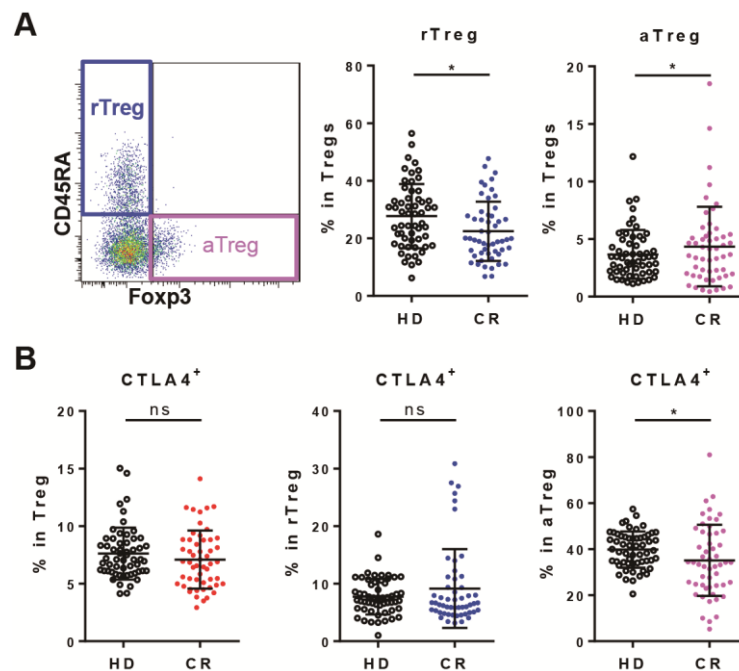 A
rTreg
aTreg
CD45RA
Foxp3
rTreg
% in Tregs
80
60
40
20
0
*
HD CR
aTreg
% in Tregs
20
15
10
5
0
*
HD CR
B
CTLA4⁺
% in Treg
20
15
10
5
0
ns
HD CR
CTLA4⁺
% in rTreg
40
30
20
10
0
ns
HD CR
CTLA4⁺
% in aTreg
100
80
60
40
20
0
*
HD CR